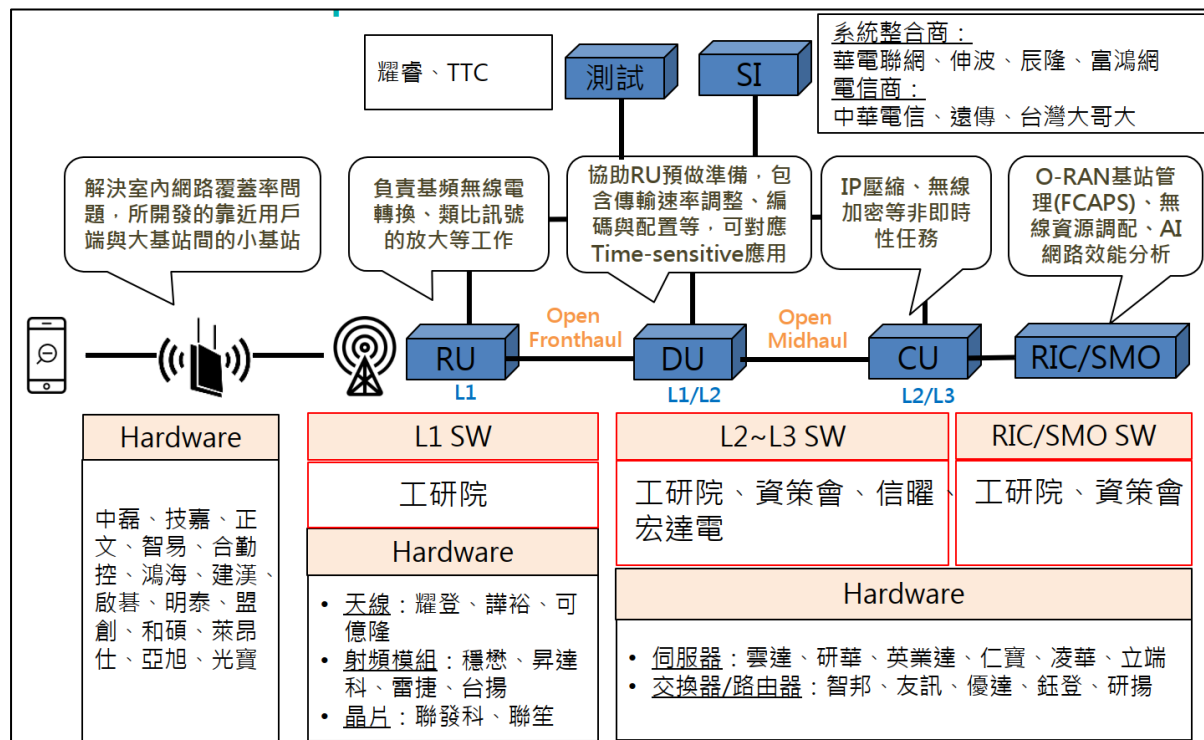 耀睿、TTC
測試
SI
系統整合商：
華電聯網、伸波、辰隆、富鴻網
電信商：
中華電信、遠傳、台灣大哥大
解決室內網路覆蓋率問
題，所開發的靠近用戶
端與大基站間的小基站
負責基頻無線電
轉換、類比訊號
的放大等工作
協助RU預做準備，包
含傳輸速率調整、編
碼與配置等，可對應
Time-sensitive應用
IP壓縮、無線
加密等非即時
性任務
O-RAN基站管
理(FCAPS)、無
線資源調配、AI
網路效能分析
RU
L1
Open
Fronthaul
DU
L1/L2
Open
Midhaul
CU
L2/L3
RIC/SMO
Hardware
中磊、技嘉、正
文、智易、合勤
控、鴻海、建漢、
啟碁、明泰、盟
創、和碩、萊昂
仕、亞旭、光寶
L1 SW
工研院
Hardware
• 天線：耀登、譁裕、可
億隆
• 射頻模組：穩懋、昇達
科、雷捷、台揚
• 晶片：聯發科、聯笙
L2~L3 SW
工研院、資策會、信曜、
宏達電
RIC/SMO SW
工研院、資策會
Hardware
• 伺服器：雲達、研華、英業達、仁寶、凌華、立端
• 交換器/路由器：智邦、友訊、優達、鈺登、研揚